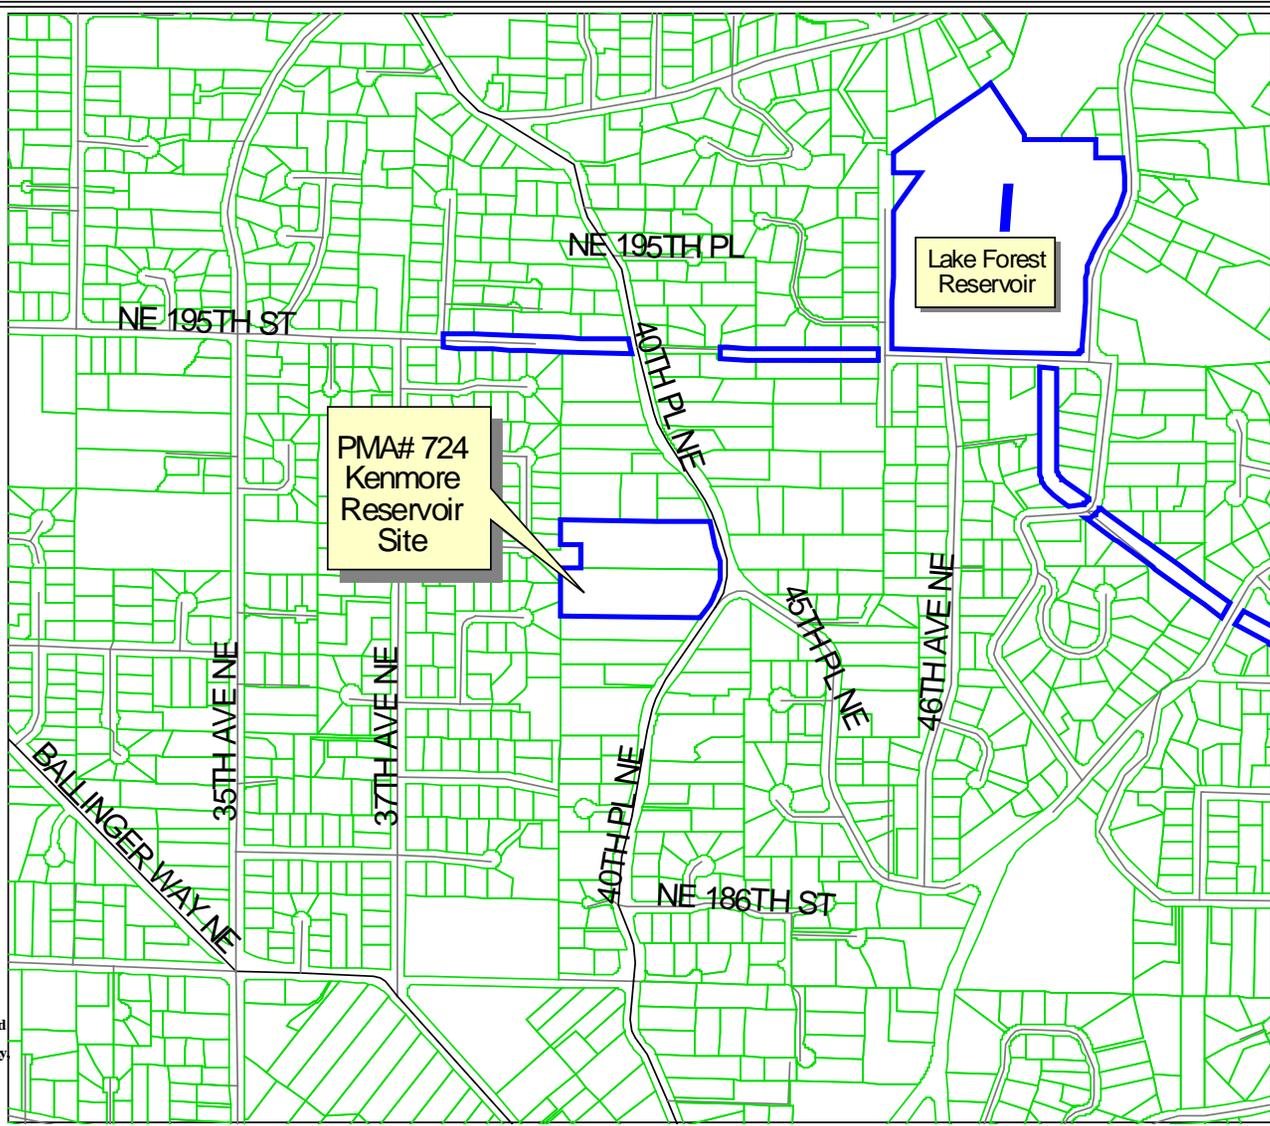 NE 195TH PL
Lake Forest
Reservoir
NE 195TH ST
40TH PL NE
PMA# 724
Kenmore
Reservoir
Site
45TH PL NE
46TH AVE NE
35TH AVE NE
37TH AVE NE
BALLINGER WAY NE
40TH PL NE
NE 186TH ST
d
y.